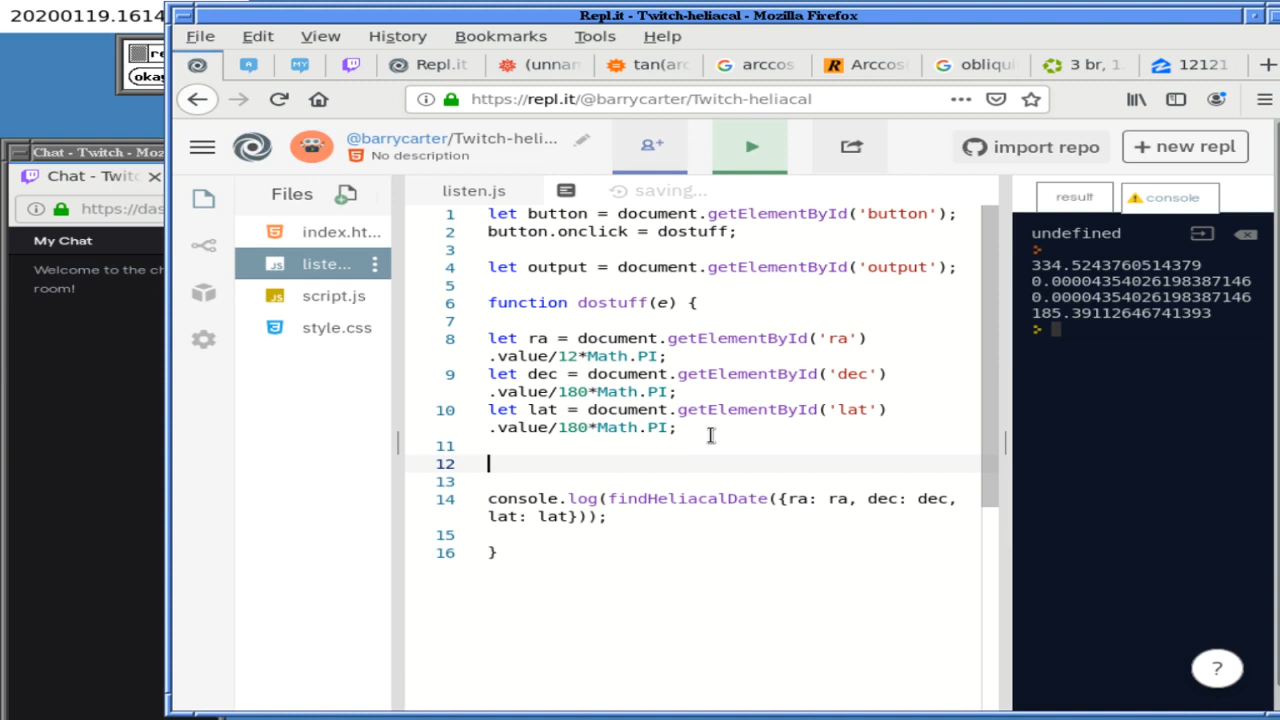 20200119.1614
Repl.it - Twitch-heliacal - Mozilla Firefox
File Edit View History Bookmarks Tools Help
Repl.it (unnar tan(arc arccos Arccos obliqui 3 br, 1. 12121
https://repl.it/@barrycarter/Twitch-heliacal
@barrycarter/Twitch-heli...
No description
import repo
+ new repl
(okay
Chat - Twitch - Moz
Chat - Twitc
https://das
My Chat
Welcome to the ch
room!
Files
index.ht...
liste...
script.js
style.css
listen.js
saving...
1 let button = document.getElementById('button');
2 button.onclick = dostuff;
3
4 let output = document.getElementById('output');
5
6 function dostuff(e) {
7
8 let ra = document.getElementById('ra')
.value/12*Math.PI;
9 let dec = document.getElementById('dec')
.value/180*Math.PI;
10 let lat = document.getElementById('lat')
.value/180*Math.PI;
11
12
13
14 console.log(findHeliacalDate({ra: ra, dec: dec,
lat: lat}));
15
16 }
result
console
undefined
334.5243760514379
0.00004354026198387146
0.00004354026198387146
185.39112646741393
?